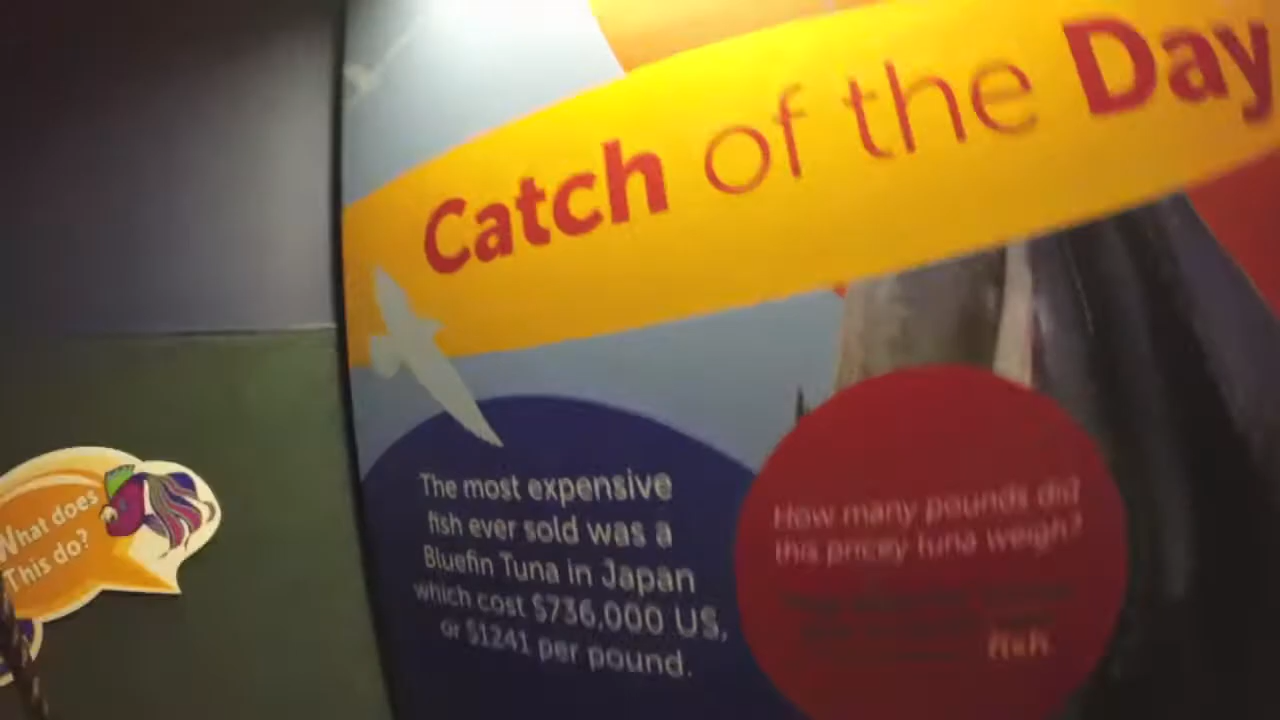 Catch of the Day
The most expensive
fish ever sold was a
Bluefin Tuna in Japan
which cost $736,000 US,
or $1241 per pound.
How many pounds did
this pricey tuna weigh?
What does
This do?